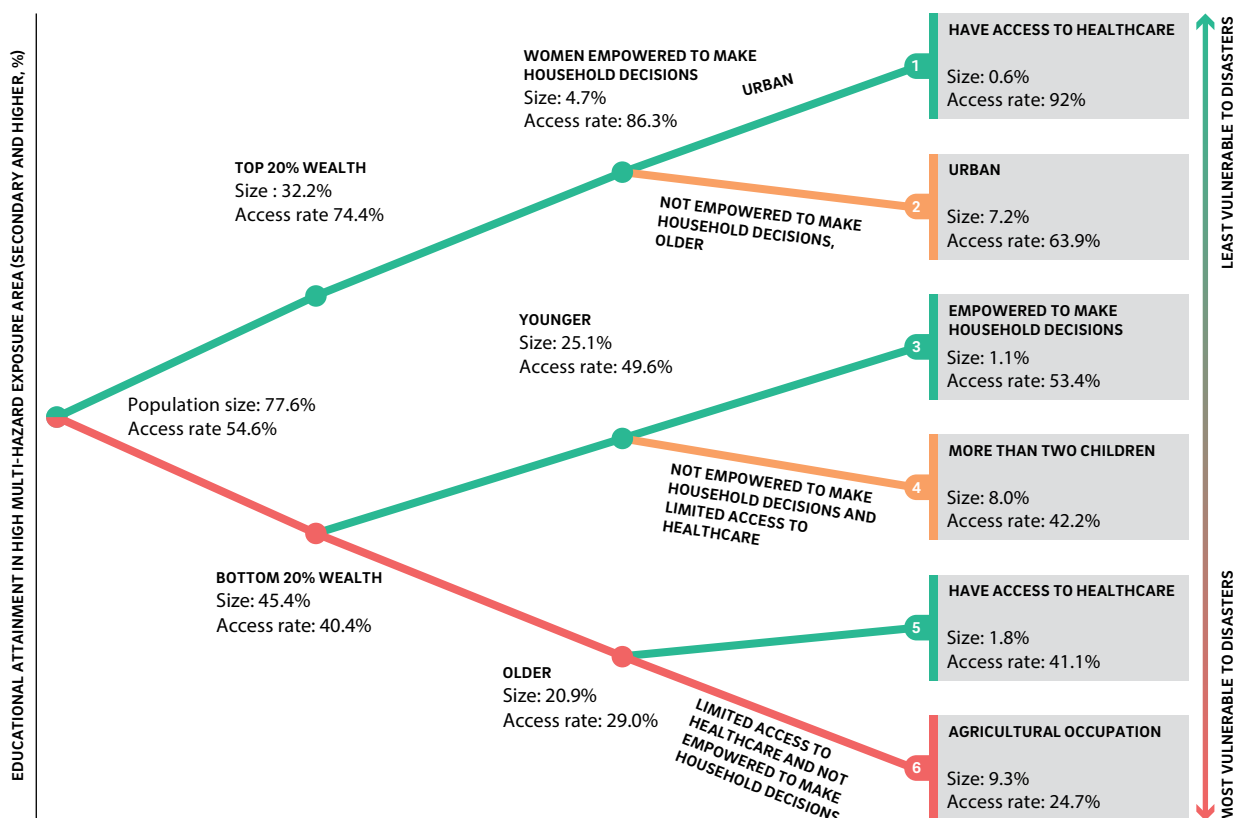 EDUCATIONAL ATTAINMENT IN HIGH MULTI-HAZARD EXPOSURE AREA (SECONDARY AND HIGHER, %)
Population size: 77.6%
Access rate 54.6%
TOP 20% WEALTH
Size : 32.2%
Access rate 74.4%
BOTTOM 20% WEALTH
Size: 45.4%
Access rate: 40.4%
WOMEN EMPOWERED TO MAKE
HOUSEHOLD DECISIONS
Size: 4.7%
Access rate: 86.3%
URBAN
NOT EMPOWERED TO MAKE
HOUSEHOLD DECISIONS,
OLDER
YOUNGER
Size: 25.1%
Access rate: 49.6%
NOT EMPOWERED TO MAKE
HOUSEHOLD DECISIONS AND
LIMITED ACCESS TO
HEALTHCARE
OLDER
Size: 20.9%
Access rate: 29.0%
LIMITED ACCESS TO
HEALTHCARE AND NOT
EMPOWERED TO MAKE
HOUSEHOLD DECISIONS
1
HAVE ACCESS TO HEALTHCARE
Size: 0.6%
Access rate: 92%
2
URBAN
Size: 7.2%
Access rate: 63.9%
3
EMPOWERED TO MAKE
HOUSEHOLD DECISIONS
Size: 1.1%
Access rate: 53.4%
4
MORE THAN TWO CHILDREN
Size: 8.0%
Access rate: 42.2%
5
HAVE ACCESS TO HEALTHCARE
Size: 1.8%
Access rate: 41.1%
6
AGRICULTURAL OCCUPATION
Size: 9.3%
Access rate: 24.7%
LEAST VULNERABLE TO DISASTERS
MOST VULNERABLE TO DISASTERS